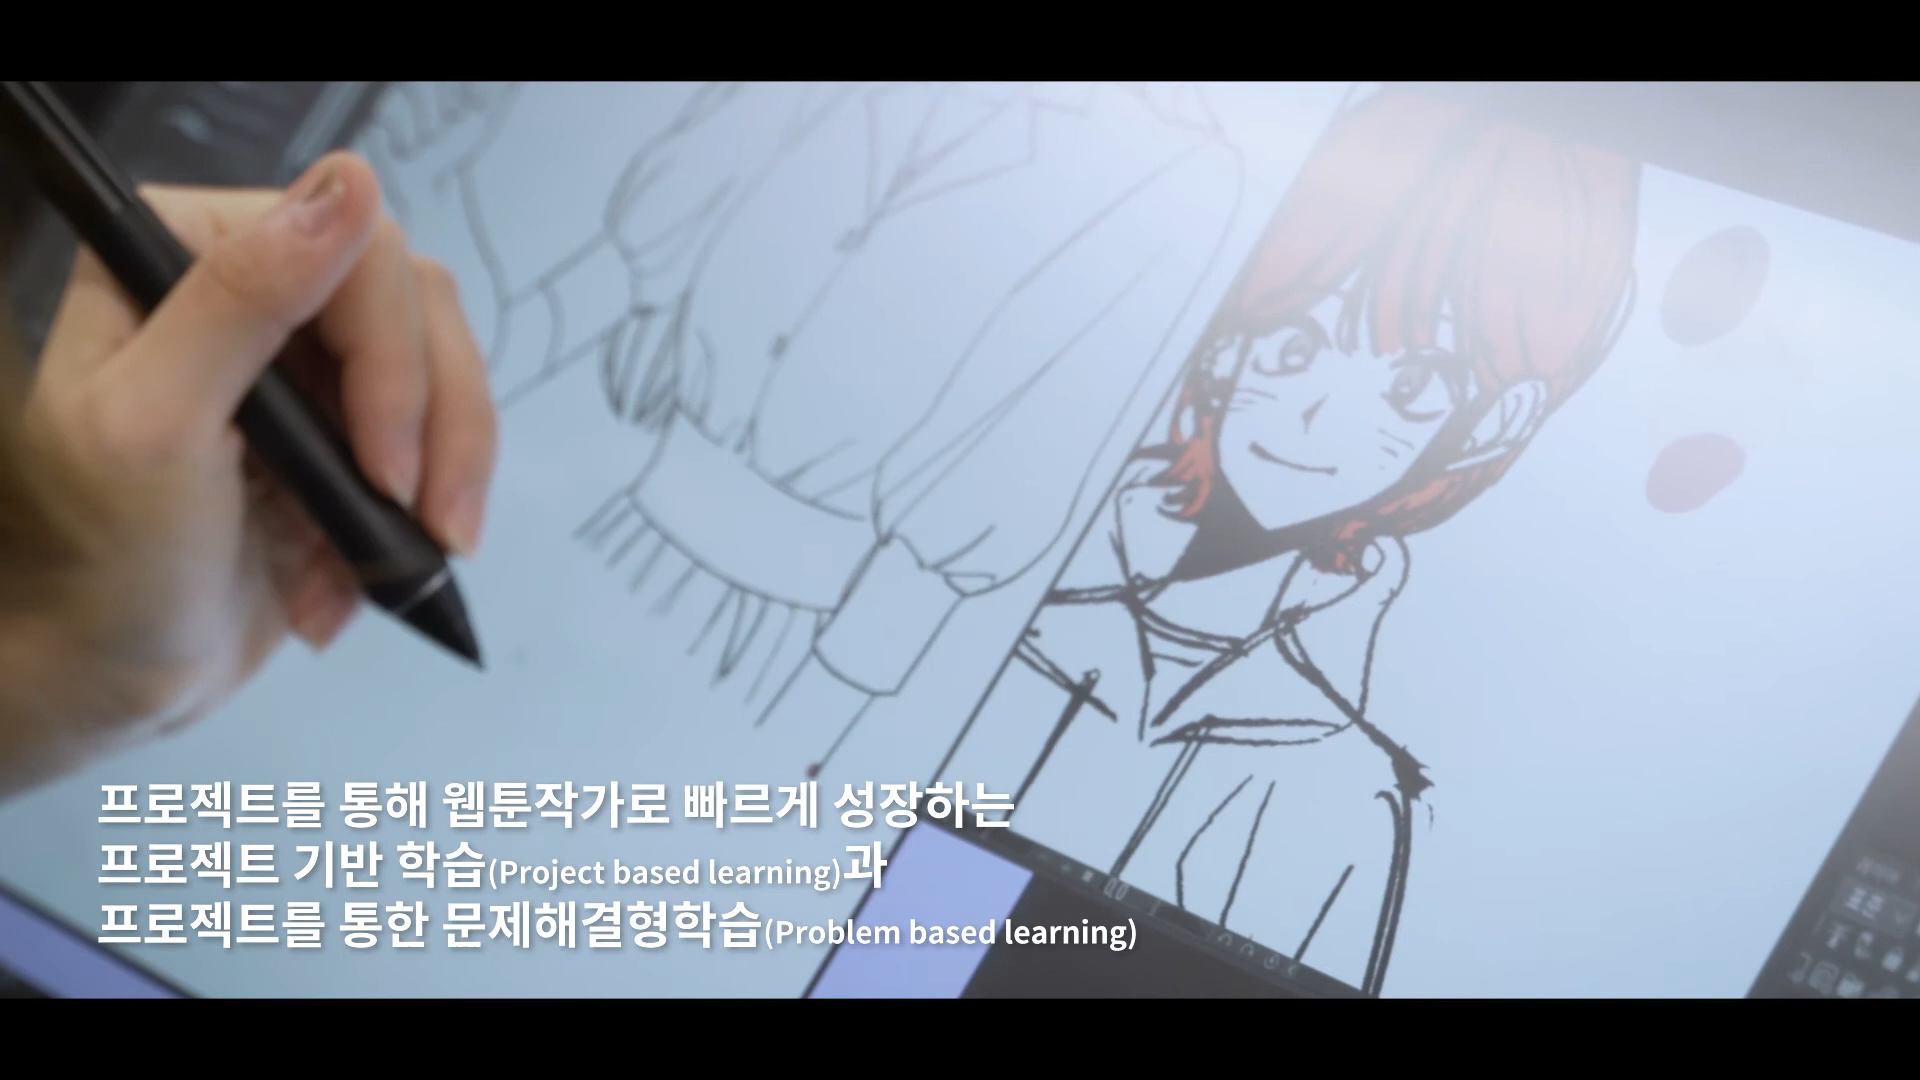 프로젝트를 통해 웹툰작가로 빠르게 성장하는
프로젝트 기반 학습(Project based learning)과
프로젝트를 통한 문제해결형학습(Problem based learning)